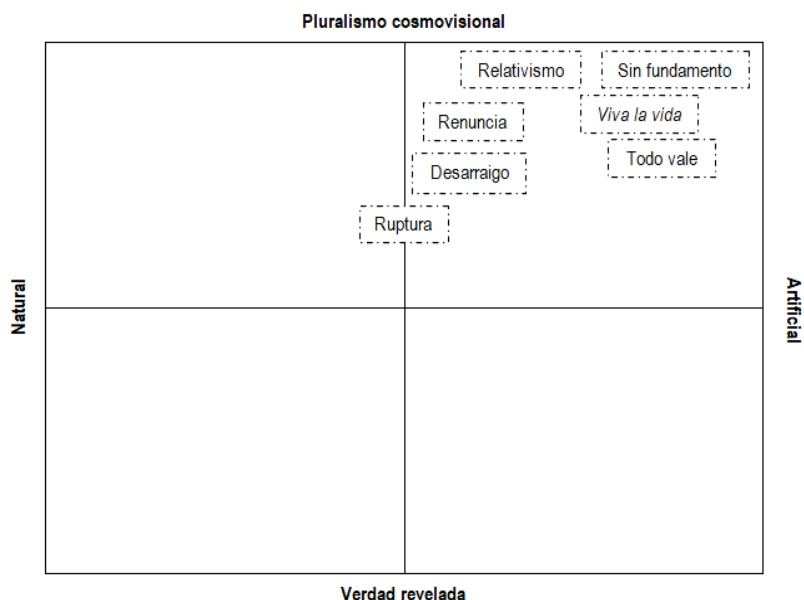 Pluralismo cosmovisional
Relativismo
Sin fundamento
Viva la vida
Renuncia
Todo vale
Desarraigo
Ruptura
Natural
Artificial
Verdad revelada